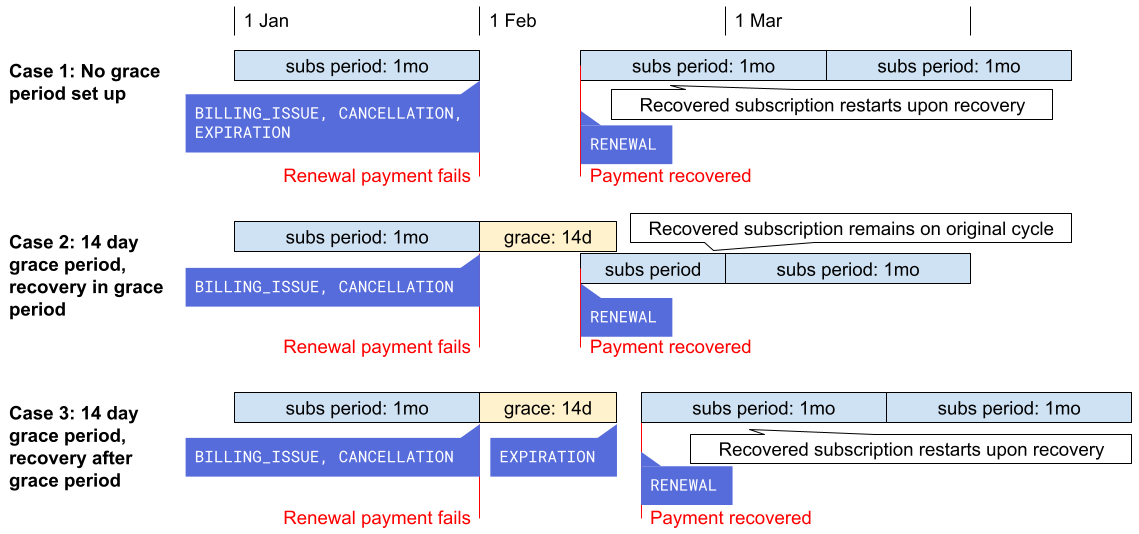 1 Jan
1 Feb
1 Mar
Case 1: No grace
period set up
subs period: 1mo
subs period: 1mo
subs period: 1mo
BILLING_ISSUE, CANCELLATION,
EXPIRATION
Recovered subscription restarts upon recovery
RENEWAL
Renewal payment fails
Payment recovered
Case 2: 14 day
grace period,
recovery in grace
period
subs period: 1mo
grace: 14d
Recovered subscription remains on original cycle
subs period
subs period: 1mo
BILLING_ISSUE, CANCELLATION
RENEWAL
Renewal payment fails
Payment recovered
Case 3: 14 day
grace period,
recovery after
grace period
subs period: 1mo
grace: 14d
subs period: 1mo
subs period: 1mo
BILLING_ISSUE, CANCELLATION
EXPIRATION
Recovered subscription restarts upon recovery
RENEWAL
Renewal payment fails
Payment recovered